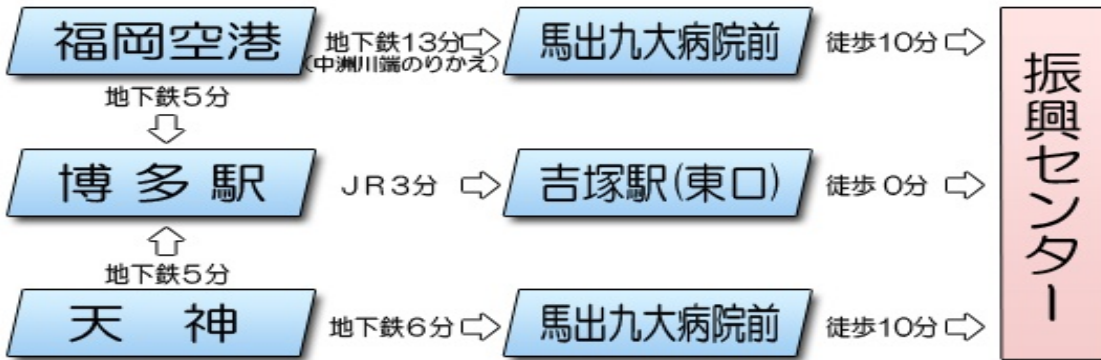 福岡空港 地下鉄13分 馬出九大病院前 徒歩10分
(中洲川端のりかえ)
地下鉄5分
博多駅 JR3分 吉塚駅(東口) 徒歩0分
地下鉄5分
天神 地下鉄6分 馬出九大病院前 徒歩10分
振興センター